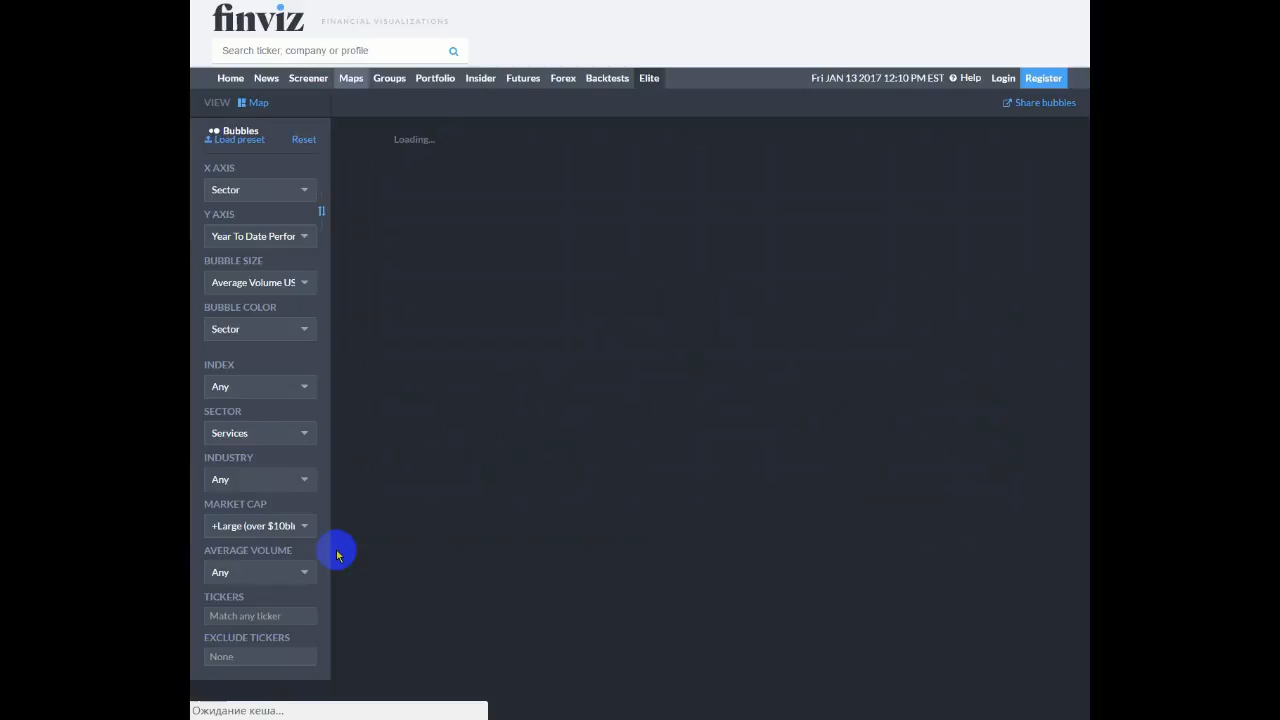 finviz FINANCIAL VISUALIZATIONS
Search ticker, company or profile
Home News Screener Maps Groups Portfolio Insider Futures Forex Backtests Elite Fri JAN 13 2017 12:10 PM EST Help Login Register
VIEW Map Share bubbles
Bubbles
Load preset Reset
Loading...
X AXIS
Sector
Y AXIS
Year To Date Perfor
BUBBLE SIZE
Average Volume US
BUBBLE COLOR
Sector
INDEX
Any
SECTOR
Services
INDUSTRY
Any
MARKET CAP
+Large (over $10bln
AVERAGE VOLUME
Any
TICKERS
Match any ticker
EXCLUDE TICKERS
None
Ожидание кеша...